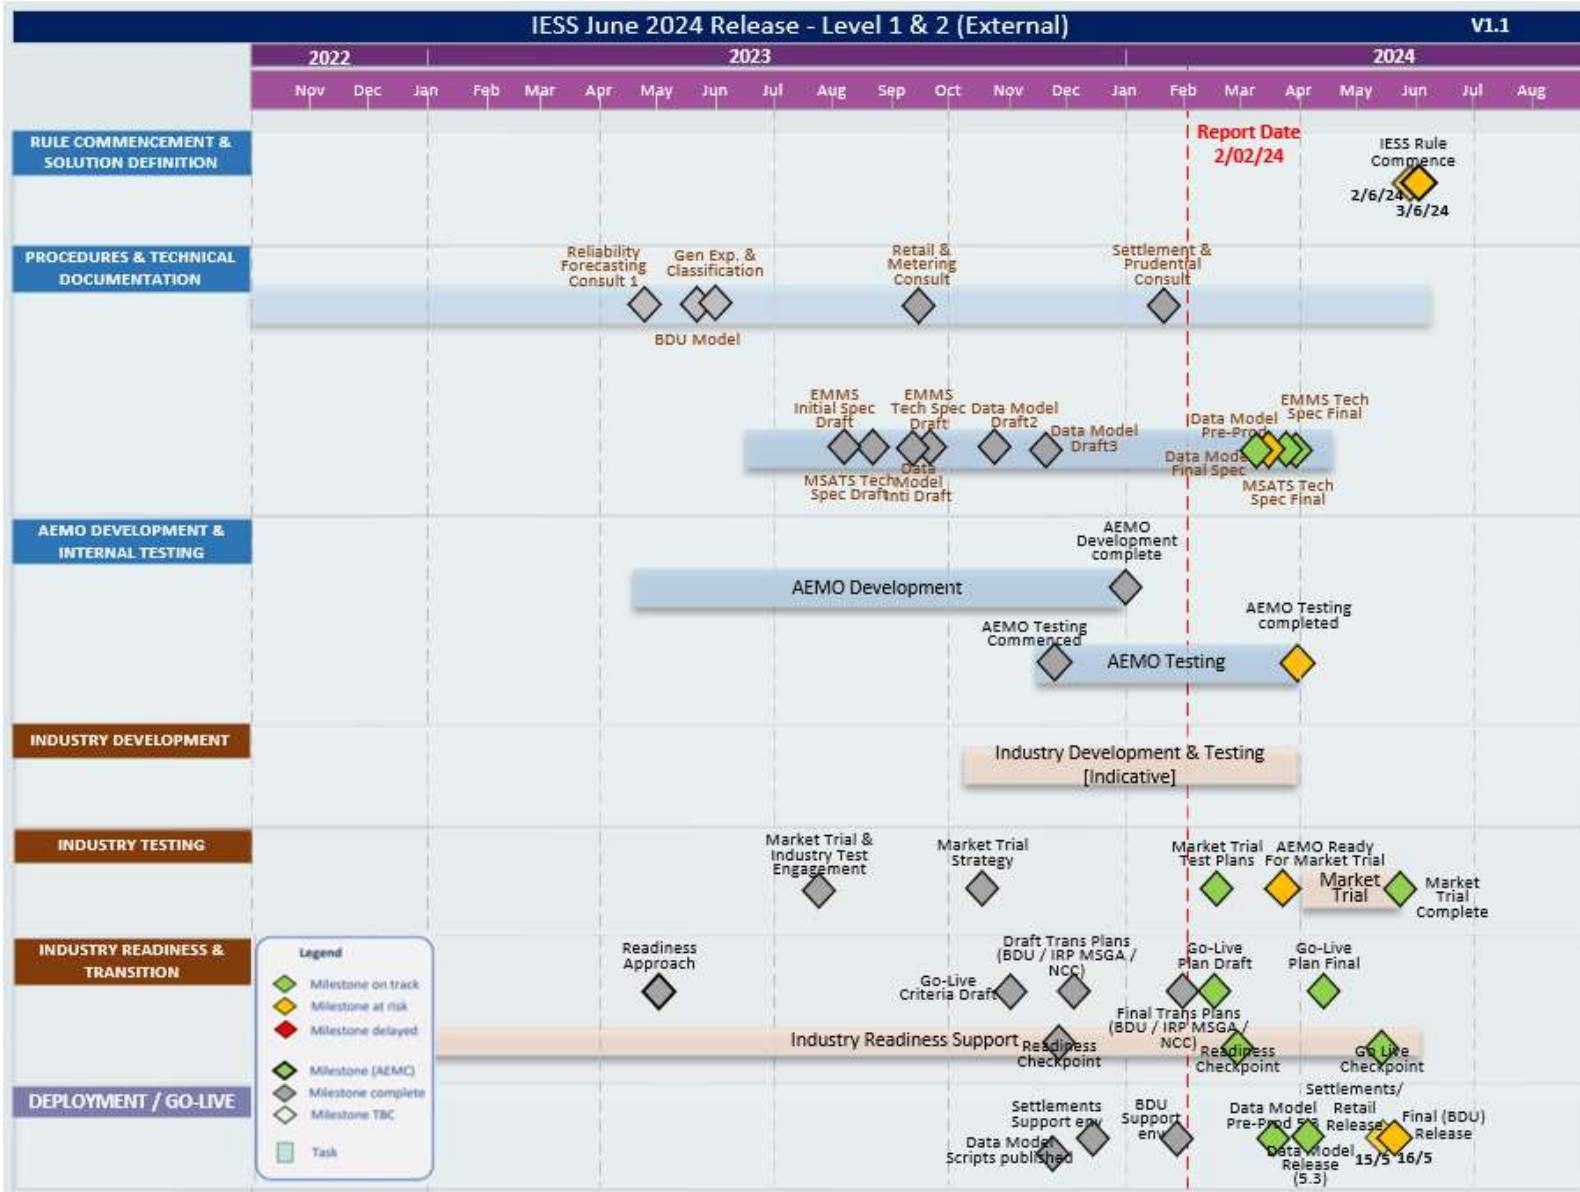 IESS June 2024 Release - Level 1 & 2 (External)
V1.1
2022
2023
2024
Nov Dec Jan Feb Mar Apr May Jun Jul Aug Sep Oct Nov Dec Jan Feb Mar Apr May Jun Jul Aug
RULE COMMENCEMENT &
SOLUTION DEFINITION
Report Date
2/02/24
IESS Rule
Commence
2/6/24
3/6/24
PROCEDURES & TECHNICAL
DOCUMENTATION
Reliability
Forecasting
Consult 1
Gen Exp. &
Classification
BDU Model
Retail &
Metering
Consult
Settlement &
Prudential
Consult
EMMS
Initial Spec
Draft
MSATS Tech
Spec Draft
EMMS
Tech Spec
Draft
Data
Model
Inti Draft
Data Model
Draft2
Data Model
Draft3
Data Model
Pre-Prod
Data Model
Final Spec
EMMS Tech
Spec Final
MSATS Tech
Spec Final
AEMO DEVELOPMENT &
INTERNAL TESTING
AEMO
Development
complete
AEMO Development
AEMO Testing
Commenced
AEMO Testing
AEMO Testing
completed
INDUSTRY DEVELOPMENT
Industry Development & Testing
[Indicative]
INDUSTRY TESTING
Market Trial &
Industry Test
Engagement
Market Trial
Strategy
Market Trial
Test Plans
AEMO Ready
For Market Trial
Market
Trial
Market
Trial
Complete
INDUSTRY READINESS &
TRANSITION
Readiness
Approach
Go-Live
Criteria Draft
Draft Trans Plans
(BDU / IRP MSGA /
NCC)
Final Trans Plans
(BDU / IRP MSGA /
NCC)
Go-Live
Plan Draft
Go-Live
Plan Final
Industry Readiness Support
Readiness
Checkpoint
Readiness
Checkpoint
Go Live
Checkpoint
Legend
Milestone on track
Milestone at risk
Milestone delayed
Milestone (AEMC)
Milestone complete
Milestone TBC
Task
DEPLOYMENT / GO-LIVE
Data Model
Scripts published
Settlements
Support env
BDU
Support
env
Data Model
Pre-Prod 5.3
Data Model
Release
(5.3)
Settlements/
Retail
Release
15/5
16/5
Final (BDU)
Release